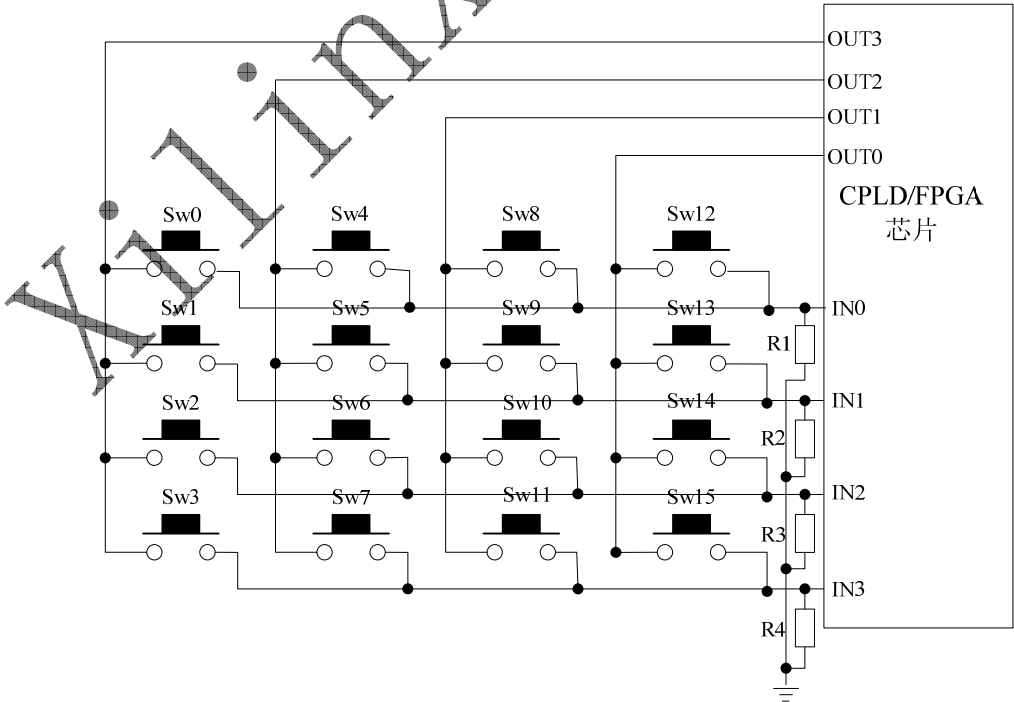 OUT3
OUT2
OUT1
OUT0
CPLD/FPGA
芯片
Sw0 Sw4 Sw8 Sw12
IN0
Sw1 Sw5 Sw9 Sw13
R1
IN1
Sw2 Sw6 Sw10 Sw14
R2
IN2
Sw3 Sw7 Sw11 Sw15
R3
IN3
R4
Xilinx